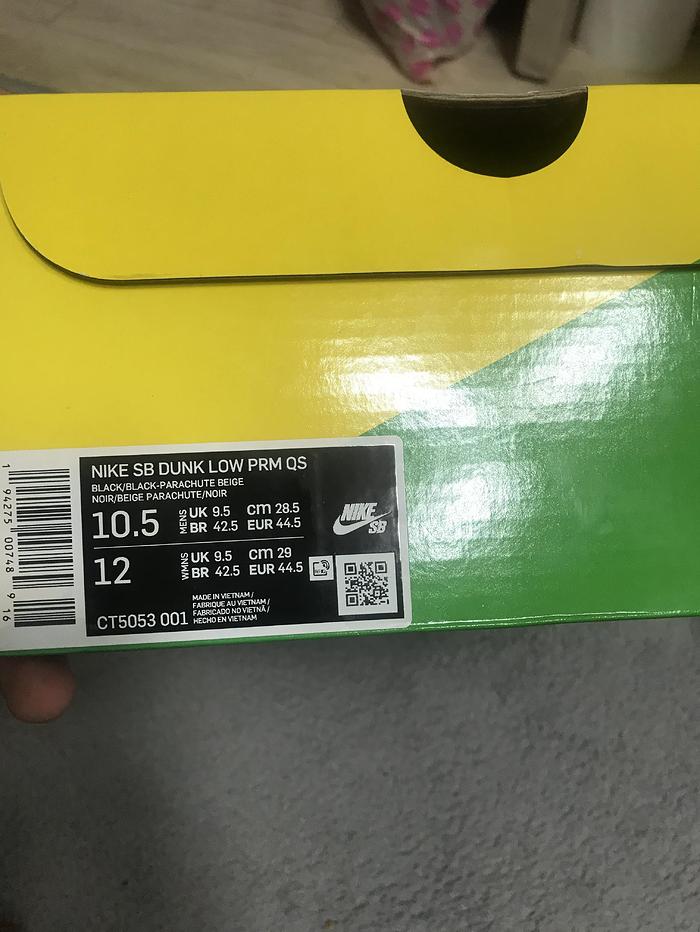 NIKE SB DUNK LOW PRM QS
BLACK/BLACK-PARACHUTE BEIGE
NOIR/BEIGE PARACHUTE/NOIR
10.5 MENS UK 9.5 cm 28.5
BR 42.5 EUR 44.5
12 WMNS UK 9.5 cm 29
BR 42.5 EUR 44.5
MADE IN VIETNAM /
FABRIQUE AU VIETNAM /
FABRICADO NO VIETNÃ /
HECHO EN VIETNAM
CT5053 001
NIKE
SB
1 94275 00748 9 16